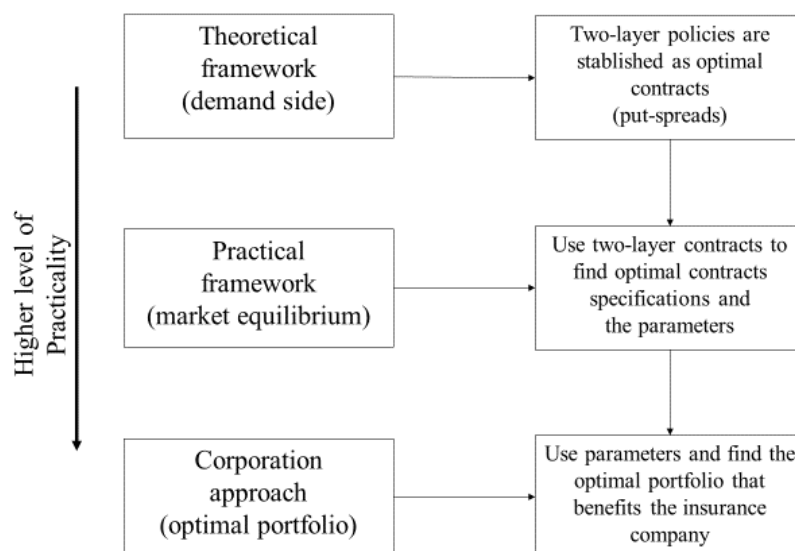 Theoretical
framework
(demand side)
Two-layer policies are
stablished as optimal
contracts
(put-spreads)
Higher level of
Practicality
Practical
framework
(market equilibrium)
Use two-layer contracts to
find optimal contracts
specifications and
the parameters
Corporation
approach
(optimal portfolio)
Use parameters and find the
optimal portfolio that
benefits the insurance
company